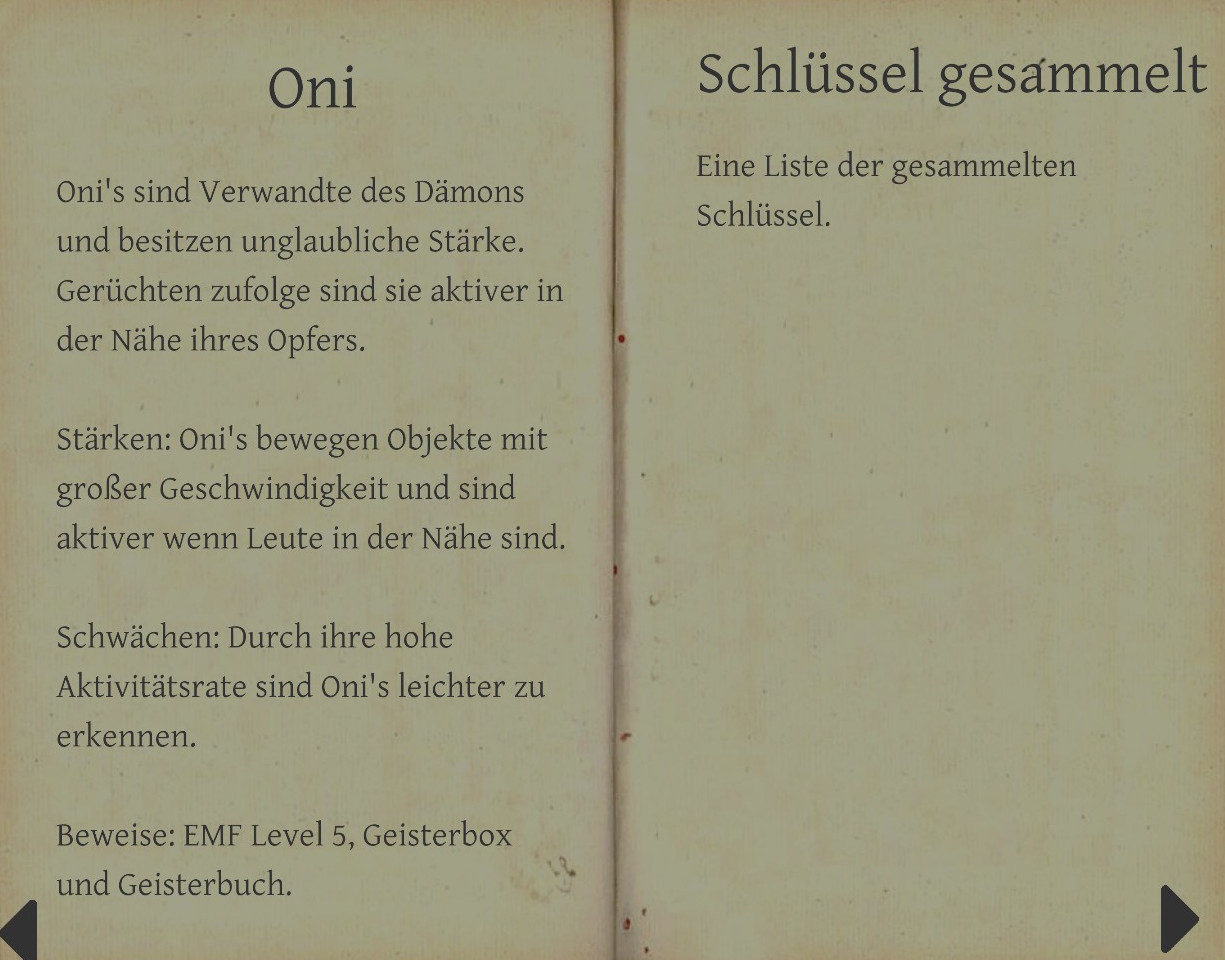 Oni
Oni's sind Verwandte des Dämons
und besitzen unglaubliche Stärke.
Gerüchten zufolge sind sie aktiver in
der Nähe ihres Opfers.
Stärken: Oni's bewegen Objekte mit
großer Geschwindigkeit und sind
aktiver wenn Leute in der Nähe sind.
Schwächen: Durch ihre hohe
Aktivitätsrate sind Oni's leichter zu
erkennen.
Beweise: EMF Level 5, Geisterbox
und Geisterbuch.
Schlüssel gesammelt
Eine Liste der gesammelten
Schlüssel.